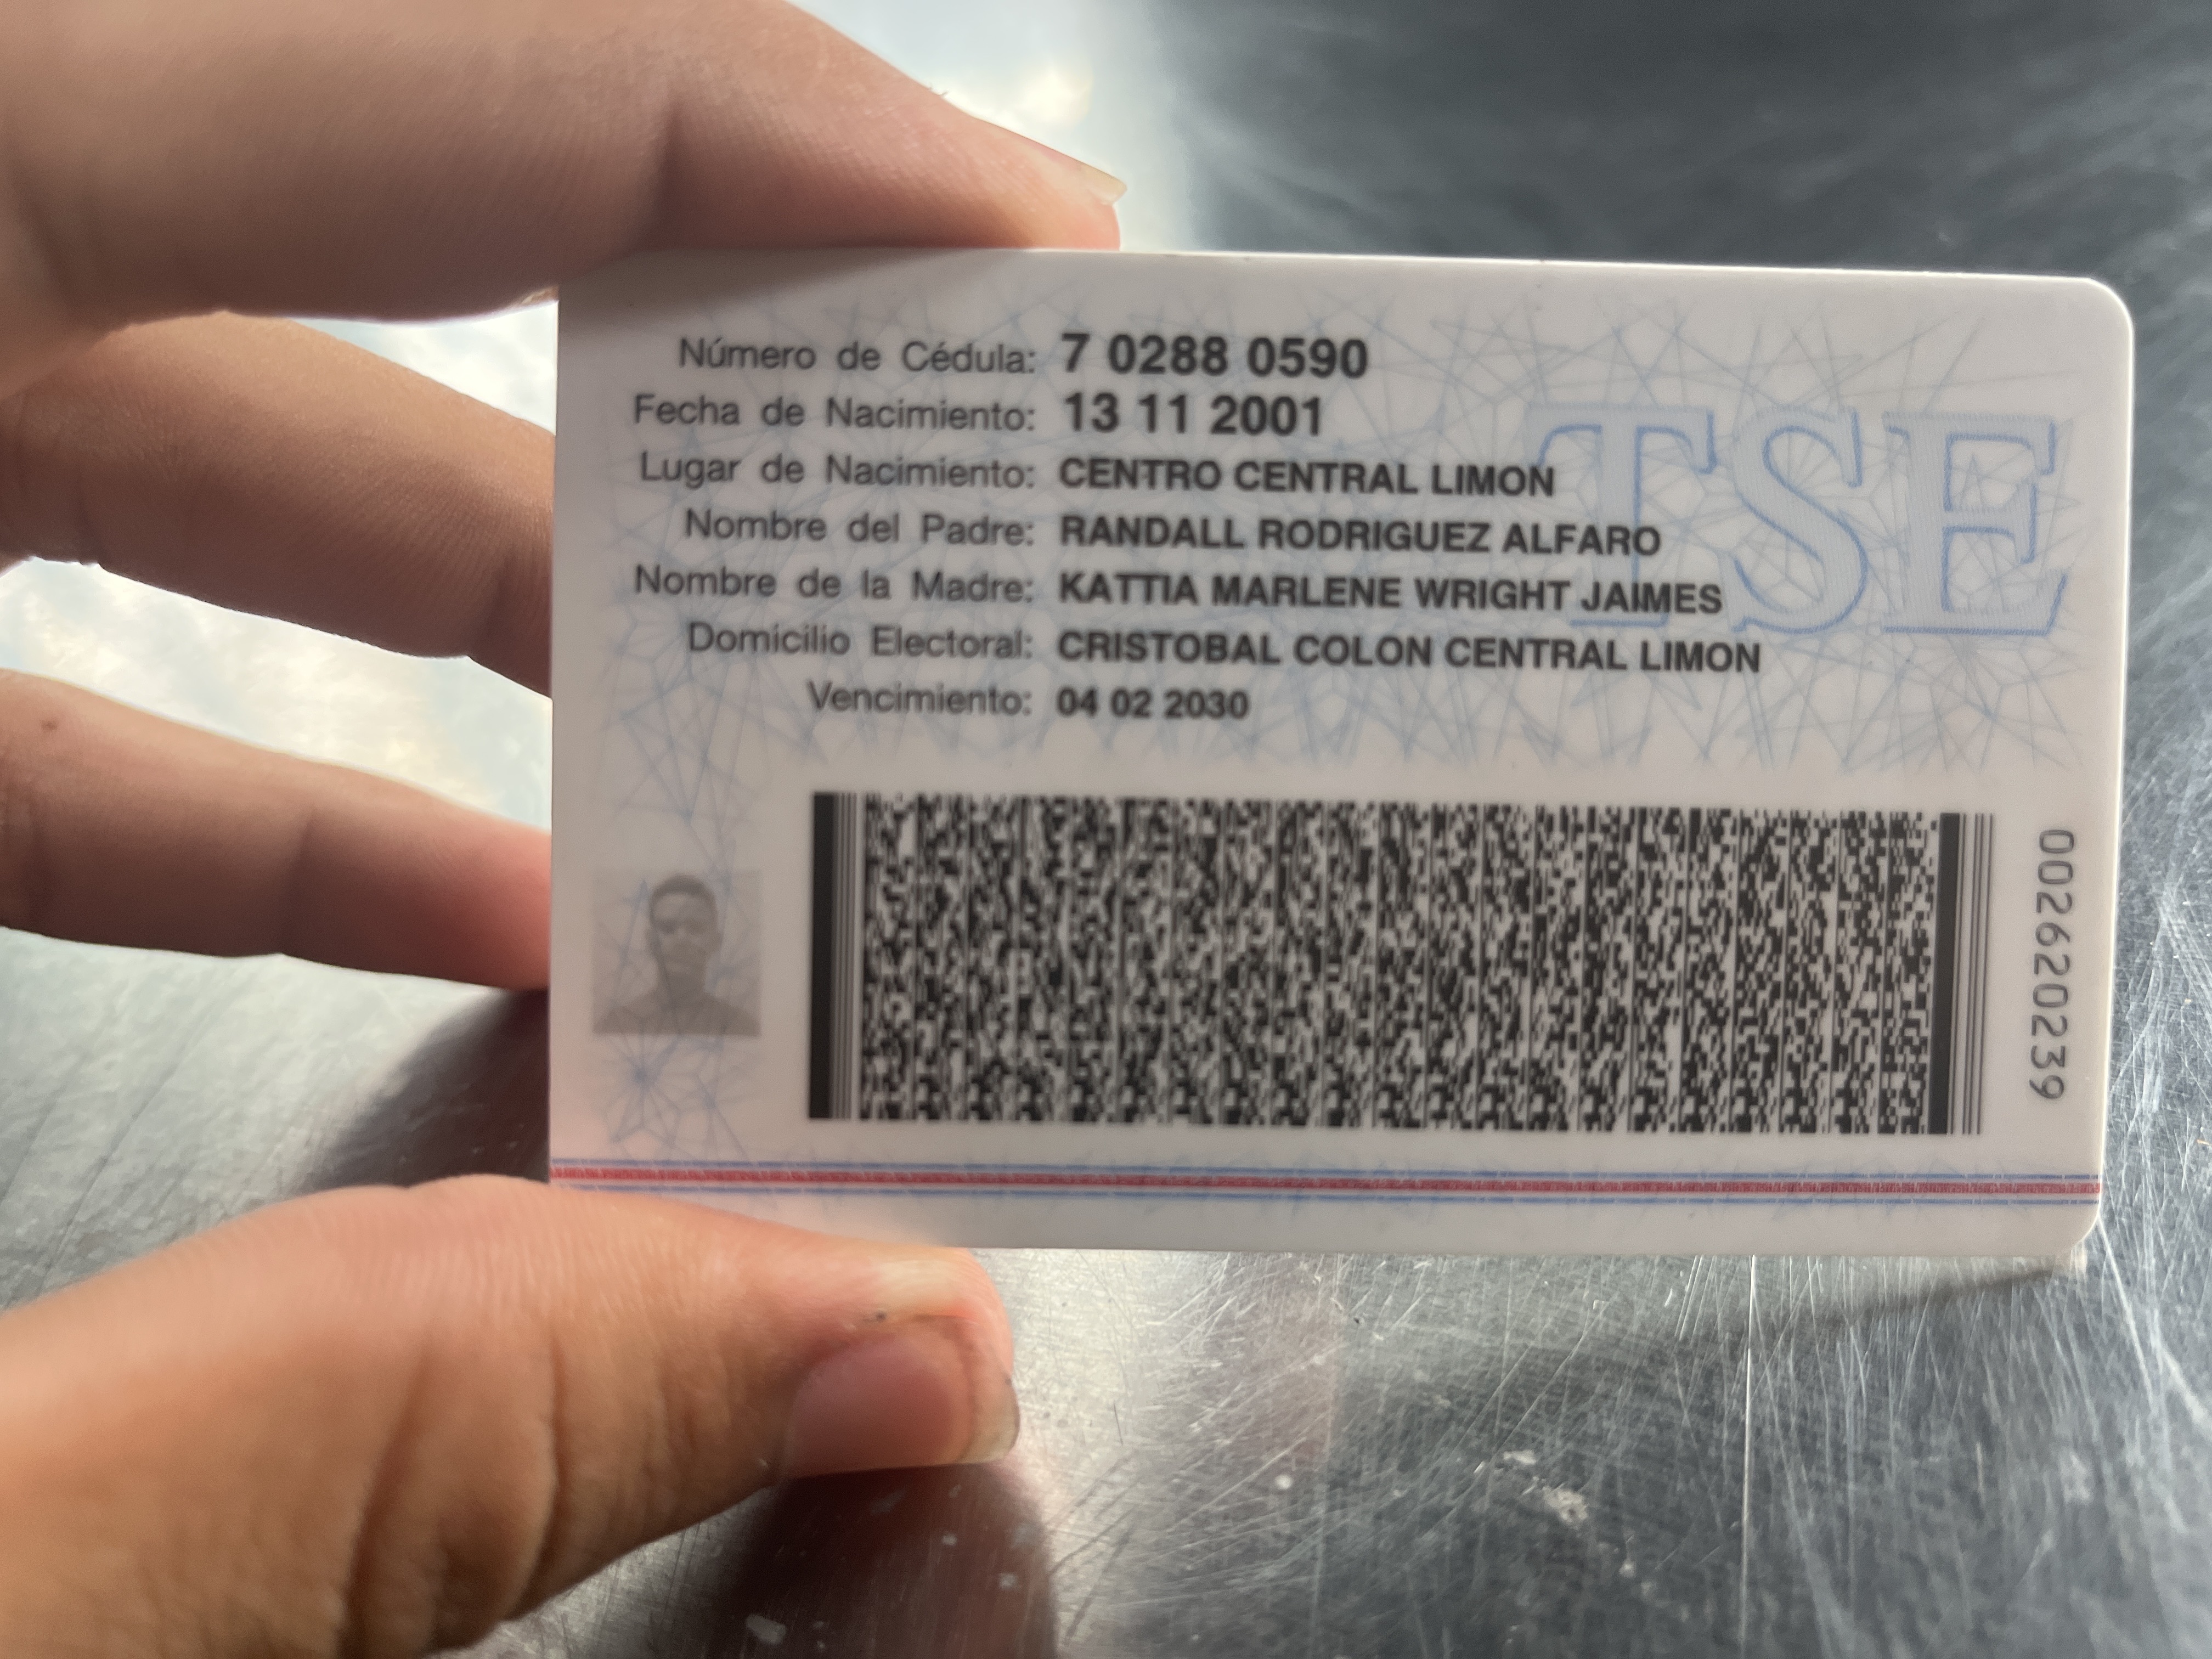 Número de Cédula: 7 0288 0590
Fecha de Nacimiento: 13 11 2001
Lugar de Nacimiento: CENTRO CENTRAL LIMON
Nombre del Padre: RANDALL RODRIGUEZ ALFARO
Nombre de la Madre: KATTIA MARLENE WRIGHT JAIMES
Domicilio Electoral: CRISTOBAL COLON CENTRAL LIMON
Vencimiento: 04 02 2030
TSE
002620239